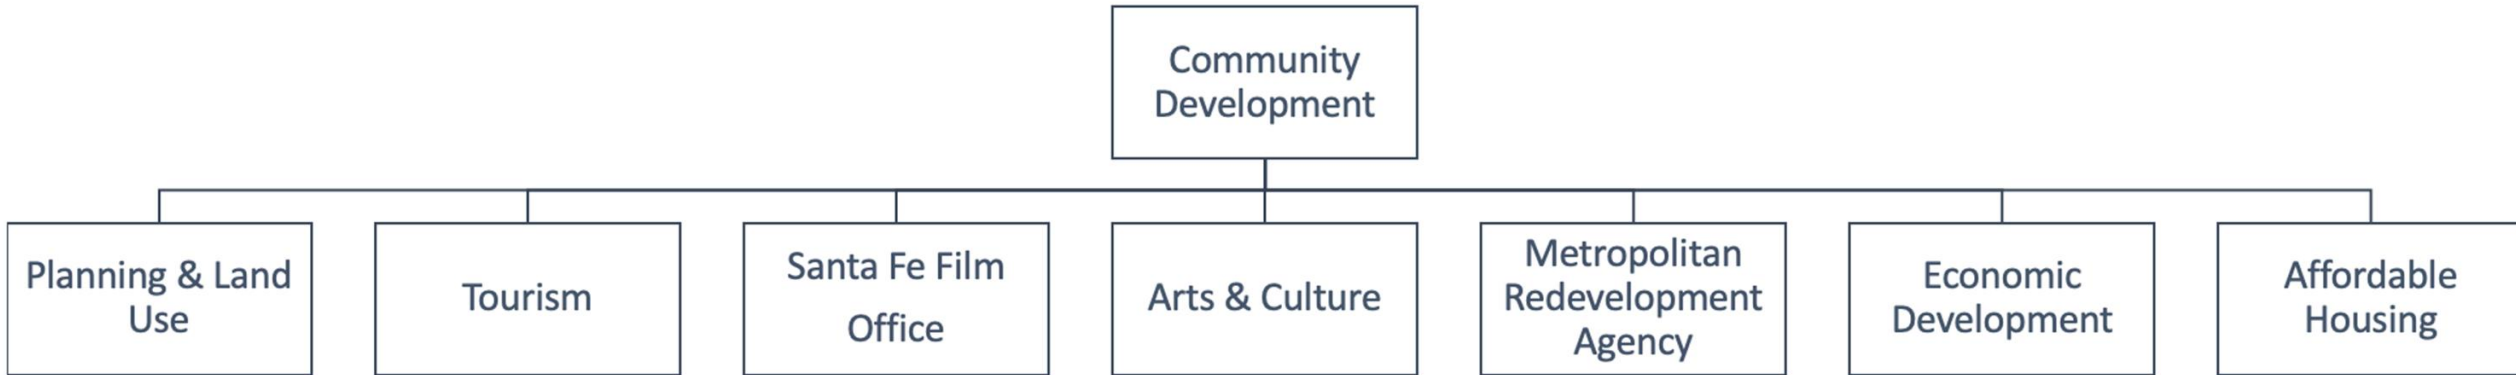 Community
Development
Planning & Land
Use
Tourism
Santa Fe Film
Office
Arts & Culture
Metropolitan
Redevelopment
Agency
Economic
Development
Affordable
Housing